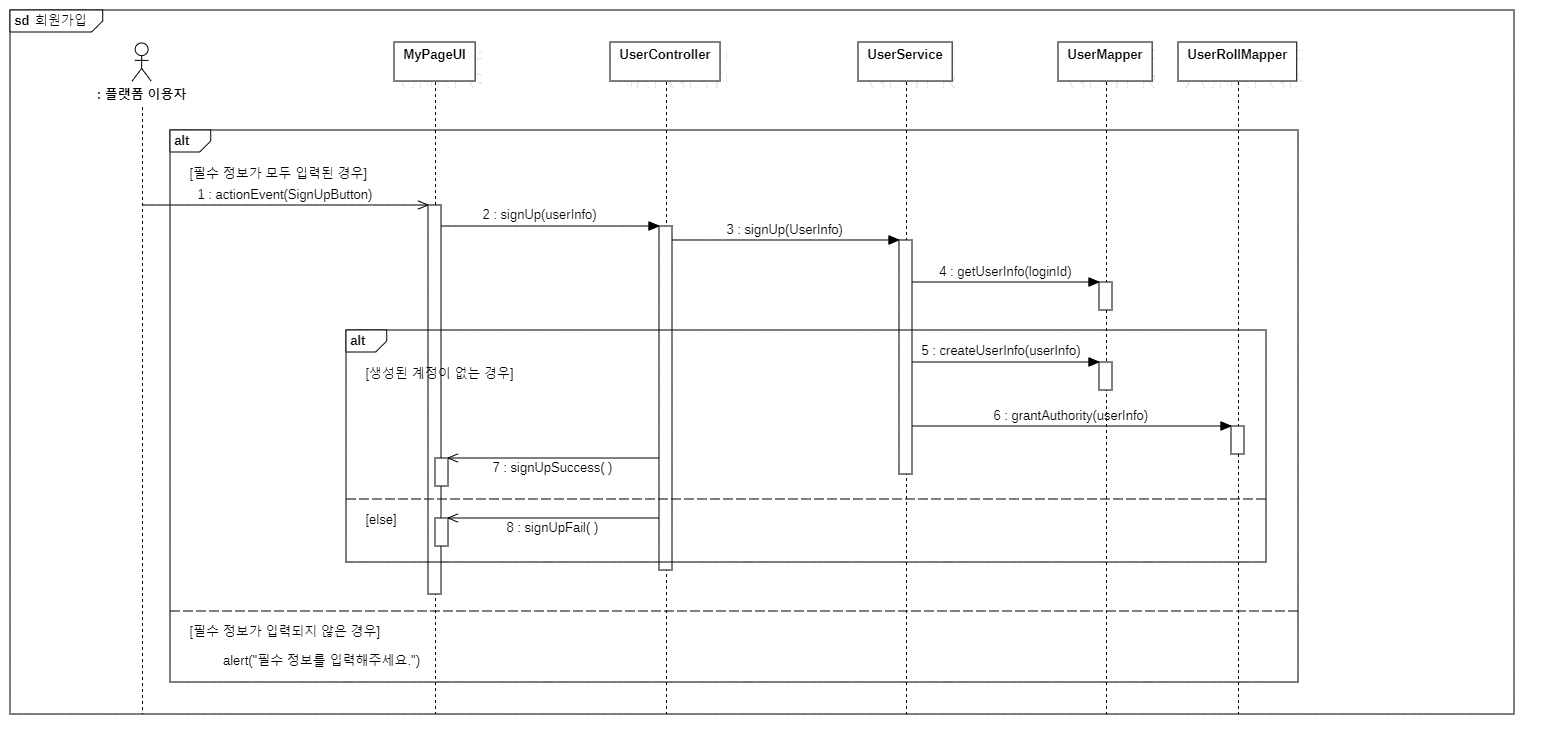 sd 회원가입
: 플랫폼 이용자
MyPageUI
UserController
UserService
UserMapper
UserRollMapper
alt
[필수 정보가 모두 입력된 경우]
1 : actionEvent(SignUpButton)
2 : signUp(userInfo)
3 : signUp(UserInfo)
4 : getUserInfo(loginId)
alt
5 : createUserInfo(userInfo)
[생성된 계정이 없는 경우]
6 : grantAuthority(userInfo)
7 : signUpSuccess( )
[else]
8 : signUpFail( )
[필수 정보가 입력되지 않은 경우]
alert("필수 정보를 입력해주세요.")